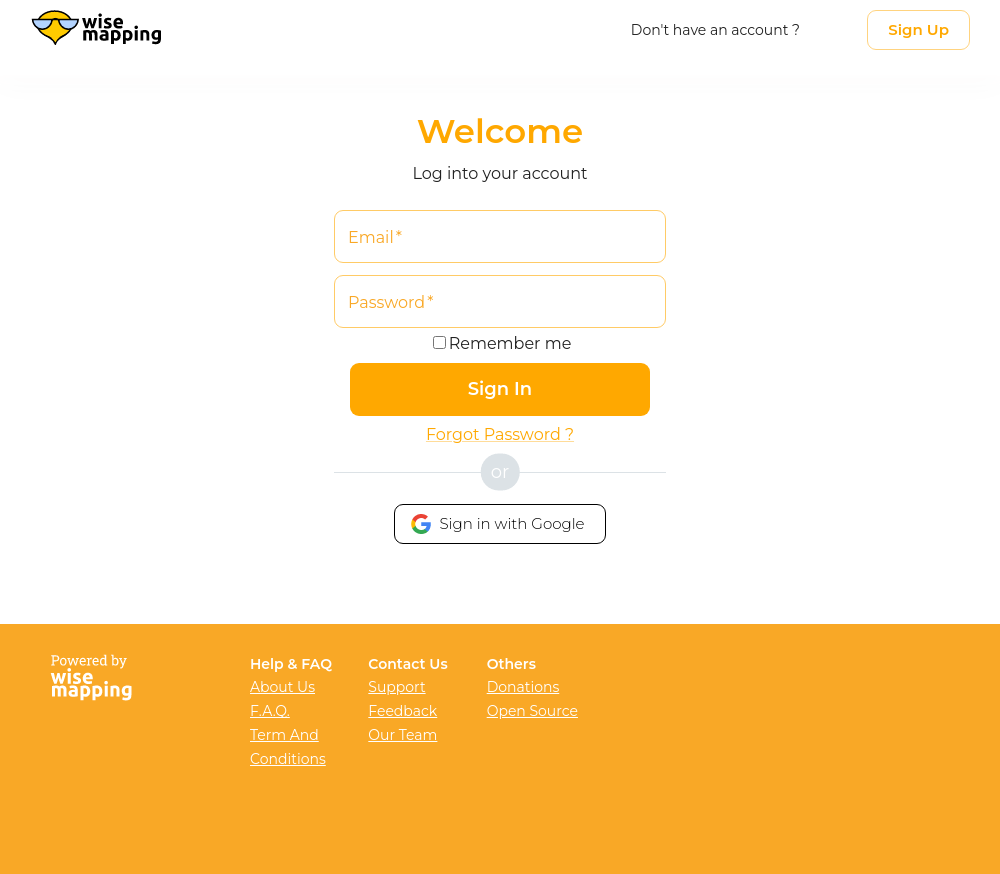 wise
mapping
Don't have an account ?
Sign Up
Welcome
Log into your account
Email *
Password *
Remember me
Sign In
Forgot Password ?
or
Sign in with Google
Powered by
wise
mapping
Help & FAQ
About Us
F.A.Q.
Term And
Conditions
Contact Us
Support
Feedback
Our Team
Others
Donations
Open Source